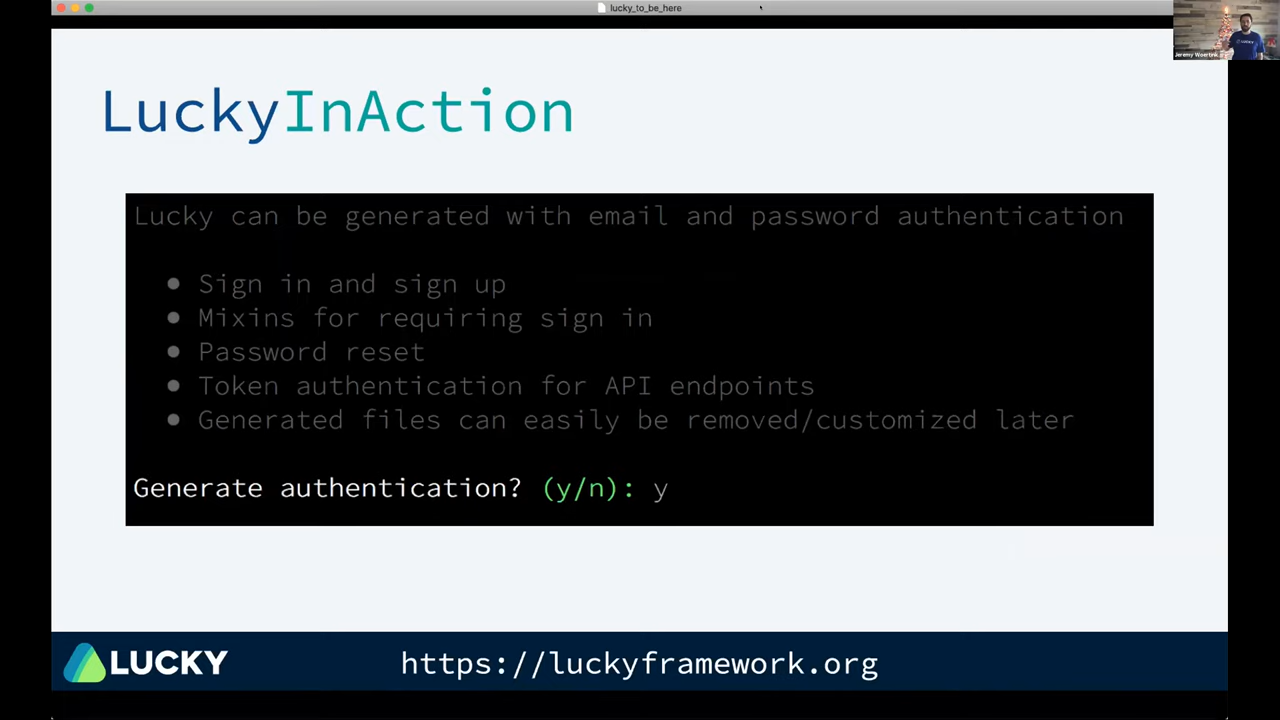 lucky_to_be_here
Jeremy Woertink
LuckyInAction
Lucky can be generated with email and password authentication
● Sign in and sign up
● Mixins for requiring sign in
● Password reset
● Token authentication for API endpoints
● Generated files can easily be removed/customized later
Generate authentication? (y/n): y
LUCKY
https://luckyframework.org